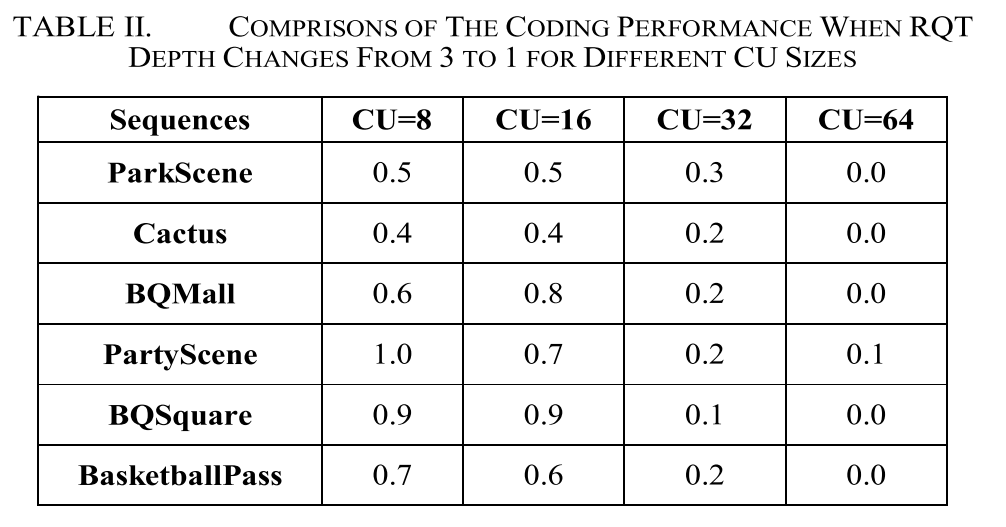 TABLE II. COMPRISONS OF THE CODING PERFORMANCE WHEN RQT
DEPTH CHANGES FROM 3 TO 1 FOR DIFFERENT CU SIZES
Sequences CU=8 CU=16 CU=32 CU=64
ParkScene 0.5 0.5 0.3 0.0
Cactus 0.4 0.4 0.2 0.0
BQMall 0.6 0.8 0.2 0.0
PartyScene 1.0 0.7 0.2 0.1
BQSquare 0.9 0.9 0.1 0.0
BasketballPass 0.7 0.6 0.2 0.0